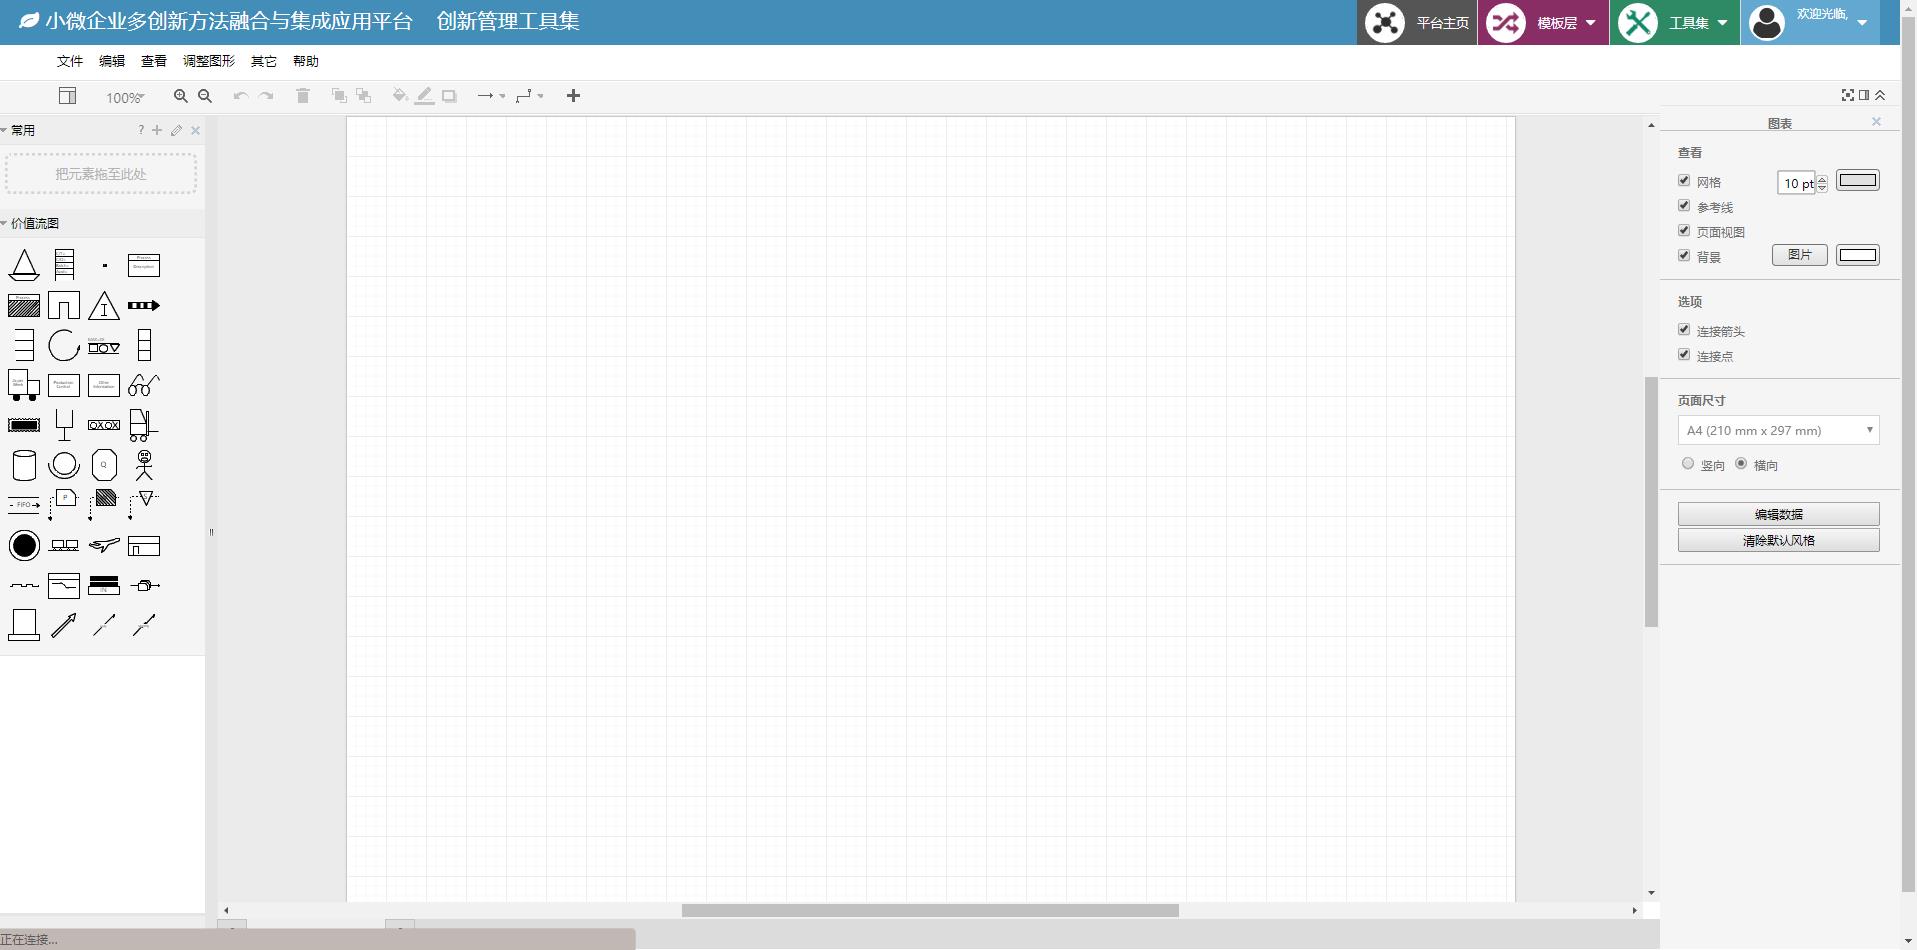 小微企业多创新方法融合与集成应用平台 创新管理工具集
平台主页 模板层 工具集 欢迎光临,
文件 编辑 查看 调整图形 其它 帮助
100%
常用 ?
把元素拖至此处
价值流图
Production
Control
Other
Information
Q
FIFO
P
IN
图表
查看
网格 10 pt
参考线
页面视图
背景 图片
选项
连接箭头
连接点
页面尺寸
A4 (210 mm x 297 mm)
竖向 横向
编辑数据
清除默认风格
正在连接...